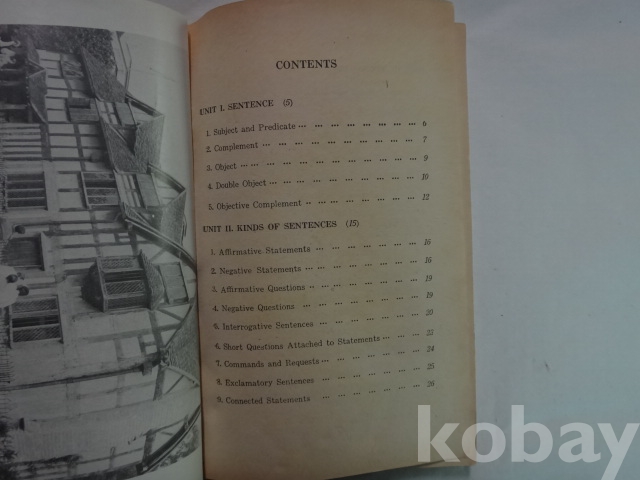 CONTENTS
UNIT I. SENTENCE (5)
1. Subject and Predicate ... ... ... ... ... ... ... ... 6
2. Complement ... ... ... ... ... ... ... ... ... ... 7
3. Object ... ... ... ... ... ... ... ... ... ... ... 9
4. Double Object ... ... ... ... ... ... ... ... ... 10
5. Objective Complement .. ... ... ... ... ... ... 12
UNIT II. KINDS OF SENTENCES (15)
1. Affirmative Statements ... ... ... ... ... ... ... 16
2. Negative Statements ... ... ... ... ... ... ... 16
3. Affirmative Questions .. ... ... ... ... ... ... 19
4. Negative Questions ... ... ... ... ... ... ... 19
5. Interrogative Sentences ... ... ... ... ... ... 20
6. Short Questions Attached to Statements ... ... ... 23
7. Commands and Requests ... ... ... ... ... ... 24
8. Exclamatory Sentences ... ... ... ... ... ... 25
9. Connected Statements ... ... ... ... ... ... 26
kobay